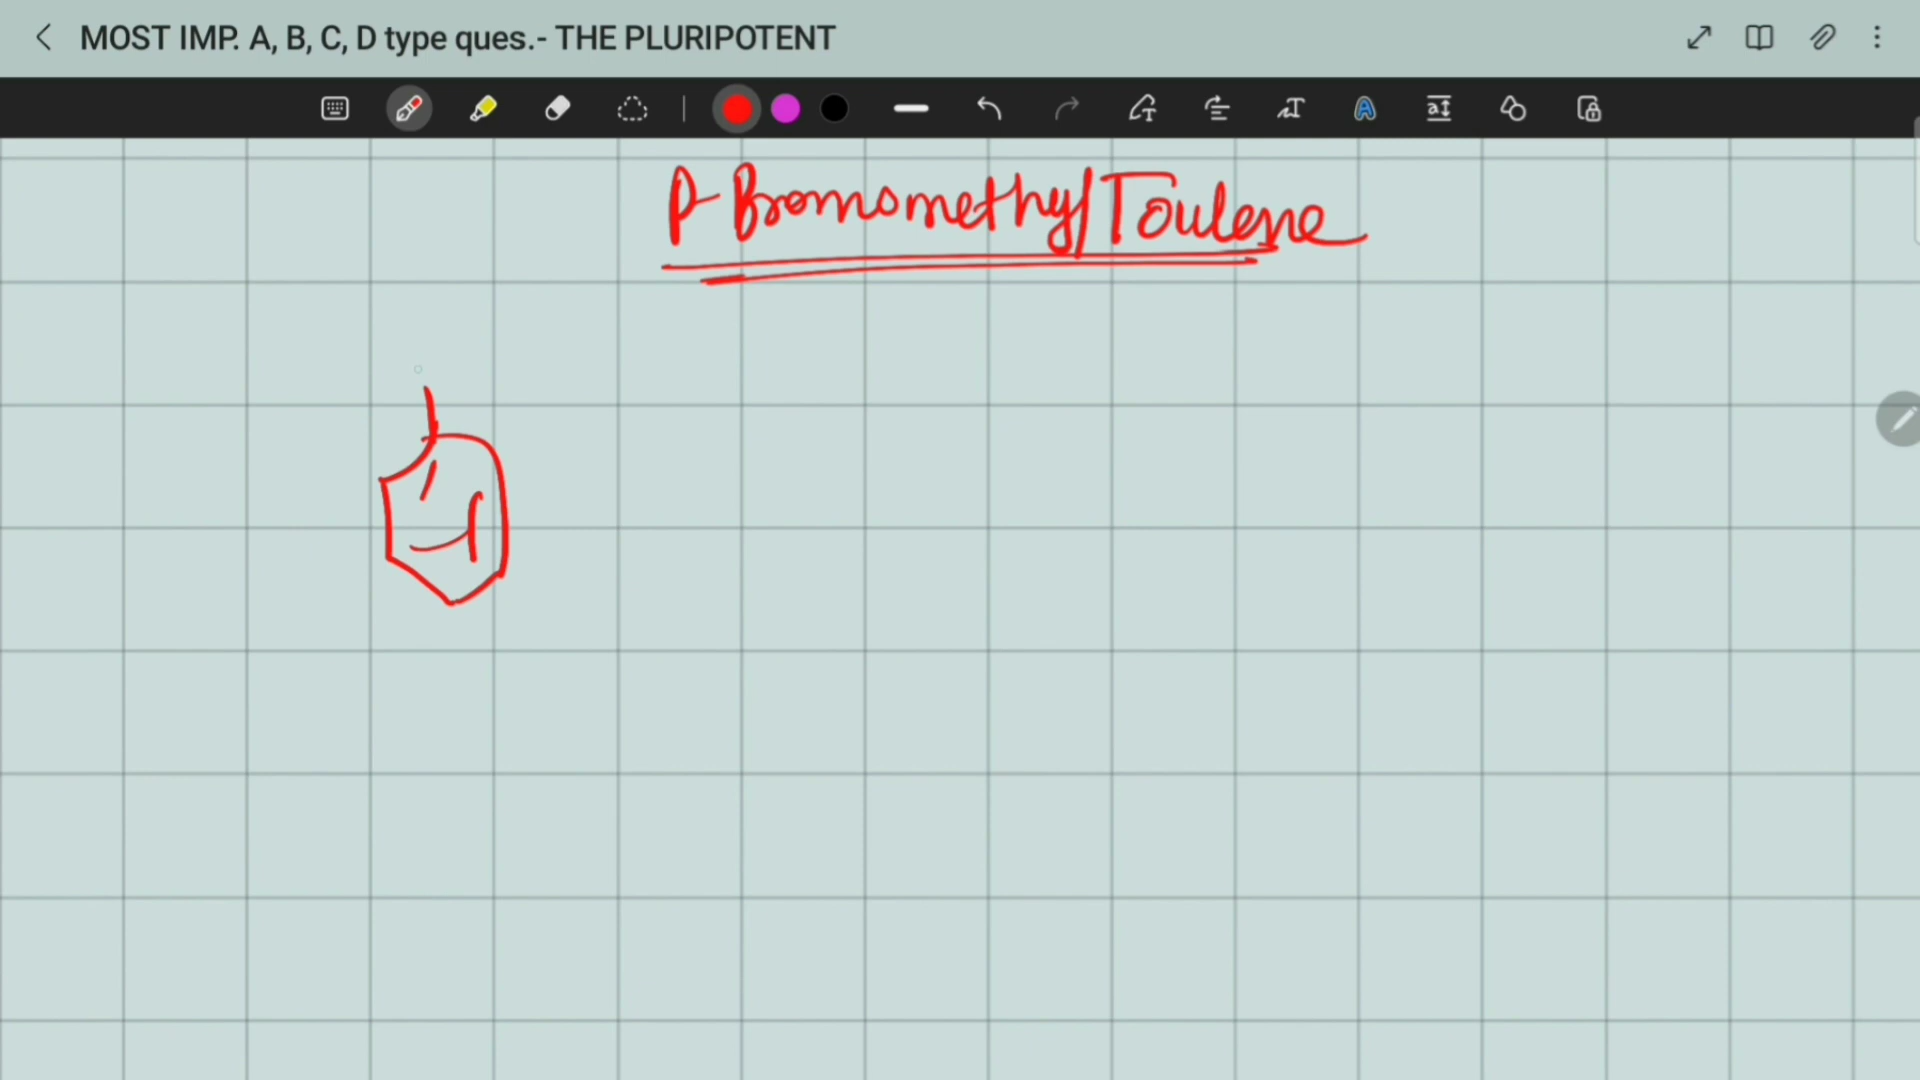 MOST IMP. A, B, C, D type ques.- THE PLURIPOTENT
P-Bromomethyl Toulene